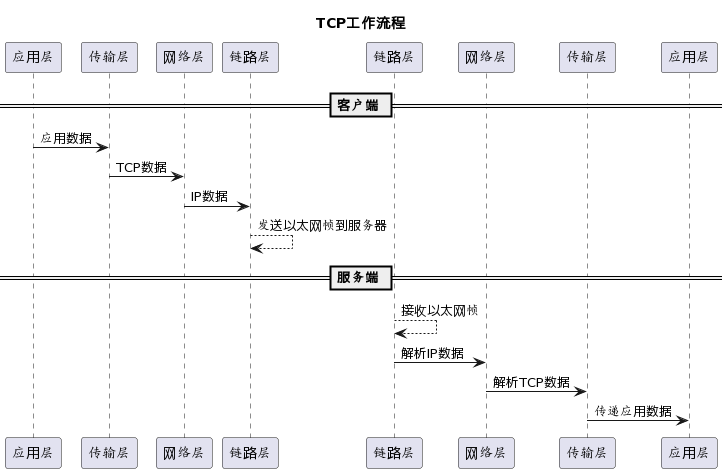 TCP工作流程
应用层 传输层 网络层 链路层 链路层 网络层 传输层 应用层
客户端
应用数据
TCP数据
IP数据
发送以太网帧到服务器
服务端
接收以太网帧
解析IP数据
解析TCP数据
传递应用数据
应用层 传输层 网络层 链路层 链路层 网络层 传输层 应用层